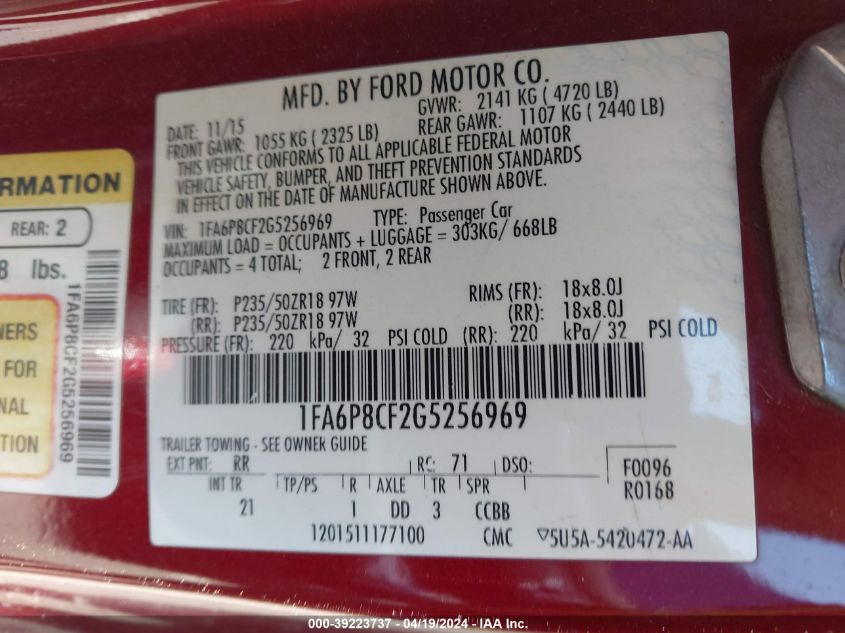 MFD. BY FORD MOTOR CO.
DATE: 11/15 GVWR: 2141 KG ( 4720 LB)
FRONT GAWR: 1055 KG ( 2325 LB) REAR GAWR: 1107 KG ( 2440 LB)
THIS VEHICLE CONFORMS TO ALL APPLICABLE FEDERAL MOTOR
VEHICLE SAFETY, BUMPER, AND THEFT PREVENTION STANDARDS
IN EFFECT ON THE DATE OF MANUFACTURE SHOWN ABOVE.
VIN: 1FA6P8CF2G5256969 TYPE: Passenger Car
MAXIMUM LOAD = OCCUPANTS + LUGGAGE = 303KG/ 668LB
OCCUPANTS = 4 TOTAL; 2 FRONT, 2 REAR
TIRE (FR): P235/50ZR18 97W RIMS (FR): 18x8.0J
(RR): P235/50ZR18 97W (RR): 18x8.0J
PRESSURE (FR): 220 kPa/ 32 PSI COLD (RR): 220 kPa/ 32 PSI COLD
1FA6P8CF2G5256969
TRAILER TOWING - SEE OWNER GUIDE
EXT PNT: RR RC: 71 DSO: F0096
INT TR TP/PS R AXLE TR SPR R0168
21 I DD 3 CCBB
1201511177100 CMC ▽5U5A-5420472-AA
RMATION
REAR: 2
8 lbs.
NERS
FOR
NAL
TION
1FA6P8CF2G5256969
000-39223737 - 04/19/2024 - IAA Inc.